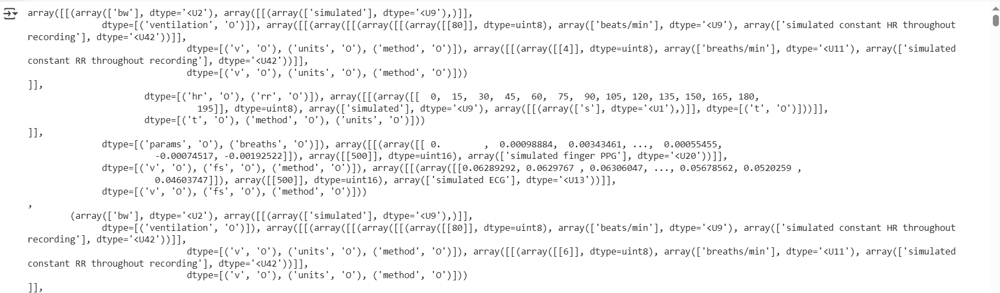 array([[(array(['bw'], dtype='<U2'), array([[(array(['simulated'], dtype='<U9'),)]],
dtype=[('ventilation', 'O')]), array([[(array([[(array([[(array([[80]], dtype=uint8), array(['beats/min'], dtype='<U9'), array(['simulated constant HR throughout
recording'], dtype='<U42'))]],
dtype=[('v', 'O'), ('units', 'O'), ('method', 'O')]), array([[(array([[4]], dtype=uint8), array(['breaths/min'], dtype='<U11'), array(['simulated
constant RR throughout recording'], dtype='<U42'))]],
dtype=[('v', 'O'), ('units', 'O'), ('method', 'O')]))
]],
dtype=[('hr', 'O'), ('rr', 'O')]), array([[(array([[  0,  15,  30,  45,  60,  75,  90, 105, 120, 135, 150, 165, 180,
195]], dtype=uint8), array(['simulated'], dtype='<U9'), array([[(array(['s'], dtype='<U1'),)]], dtype=[('t', 'O')]))]],
dtype=[('t', 'O'), ('method', 'O'), ('units', 'O')]))
]],
dtype=[('params', 'O'), ('breaths', 'O')]), array([[(array([[ 0.        ,  0.00098884,  0.00343461, ...,  0.00055455,
-0.00074517, -0.00192522]]), array([[500]], dtype=uint16), array(['simulated finger PPG'], dtype='<U20'))]],
dtype=[('v', 'O'), ('fs', 'O'), ('method', 'O')]), array([[(array([[0.06289292, 0.0629767 , 0.06306047, ..., 0.05678562, 0.0520259 ,
0.04603747]]), array([[500]], dtype=uint16), array(['simulated ECG'], dtype='<U13'))]],
dtype=[('v', 'O'), ('fs', 'O'), ('method', 'O')]))
,
(array(['bw'], dtype='<U2'), array([[(array(['simulated'], dtype='<U9'),)]],
dtype=[('ventilation', 'O')]), array([[(array([[(array([[(array([[80]], dtype=uint8), array(['beats/min'], dtype='<U9'), array(['simulated constant HR throughout
recording'], dtype='<U42'))]],
dtype=[('v', 'O'), ('units', 'O'), ('method', 'O')]), array([[(array([[6]], dtype=uint8), array(['breaths/min'], dtype='<U11'), array(['simulated
constant RR throughout recording'], dtype='<U42'))]],
dtype=[('v', 'O'), ('units', 'O'), ('method', 'O')]))
]],